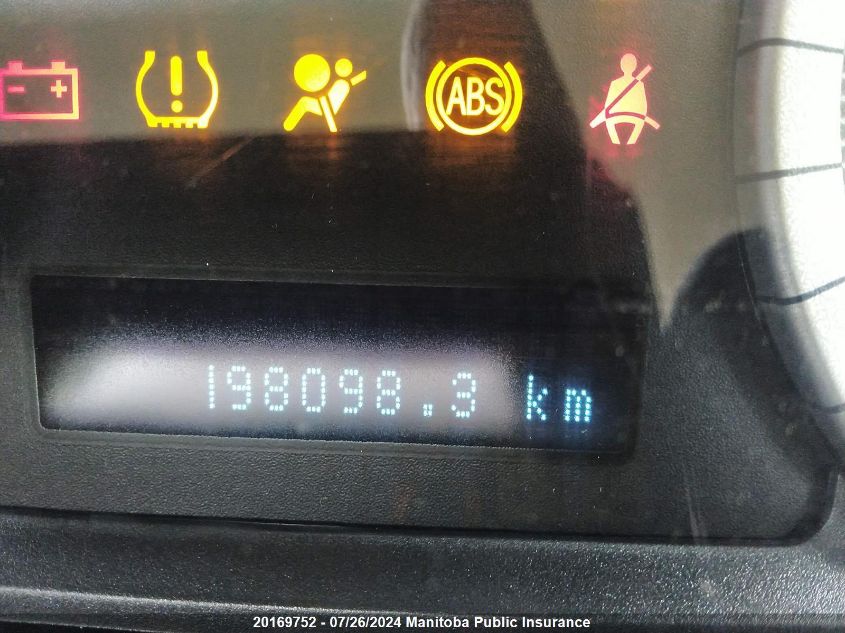 ABS
198098.3 km
20169752 - 07/26/2024 Manitoba Public Insurance